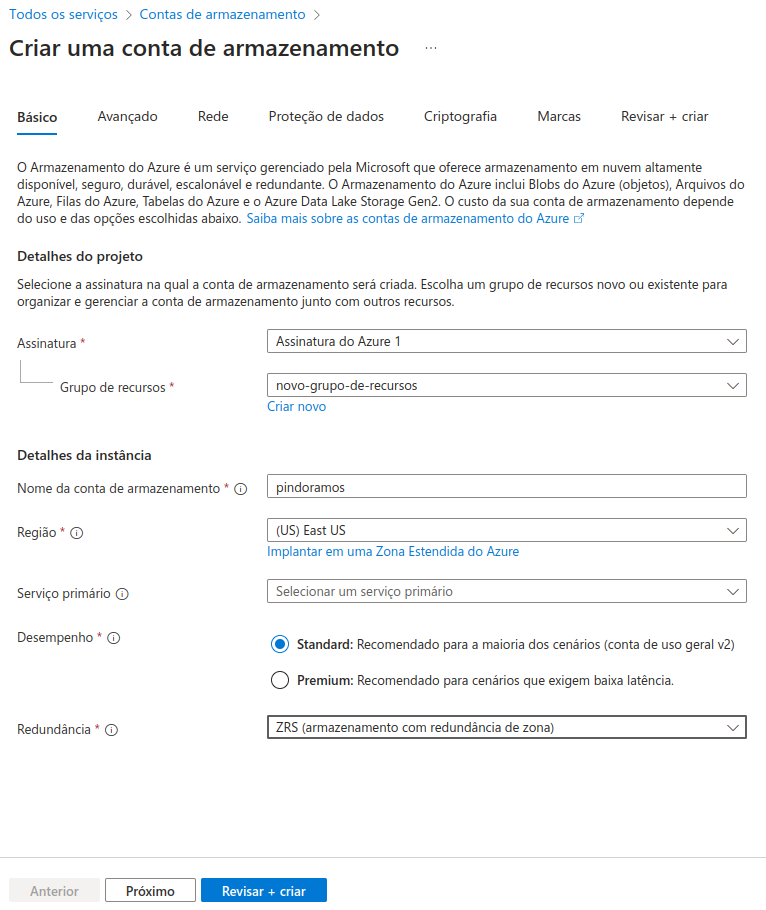 Todos os serviços > Contas de armazenamento >
Criar uma conta de armazenamento ...
Básico Avançado Rede Proteção de dados Criptografia Marcas Revisar + criar
O Armazenamento do Azure é um serviço gerenciado pela Microsoft que oferece armazenamento em nuvem altamente
disponível, seguro, durável, escalonável e redundante. O Armazenamento do Azure inclui Blobs do Azure (objetos), Arquivos do
Azure, Filas do Azure, Tabelas do Azure e o Azure Data Lake Storage Gen2. O custo da sua conta de armazenamento depende
do uso e das opções escolhidas abaixo. Saiba mais sobre as contas de armazenamento do Azure
Detalhes do projeto
Selecione a assinatura na qual a conta de armazenamento será criada. Escolha um grupo de recursos novo ou existente para
organizar e gerenciar a conta de armazenamento junto com outros recursos.
Assinatura * Assinatura do Azure 1
Grupo de recursos * novo-grupo-de-recursos
Criar novo
Detalhes da instância
Nome da conta de armazenamento * pindoramos
Região * (US) East US
Implantar em uma Zona Estendida do Azure
Serviço primário Selecionar um serviço primário
Desempenho * Standard: Recomendado para a maioria dos cenários (conta de uso geral v2)
Premium: Recomendado para cenários que exigem baixa latência.
Redundância * ZRS (armazenamento com redundância de zona)
Anterior Próximo Revisar + criar